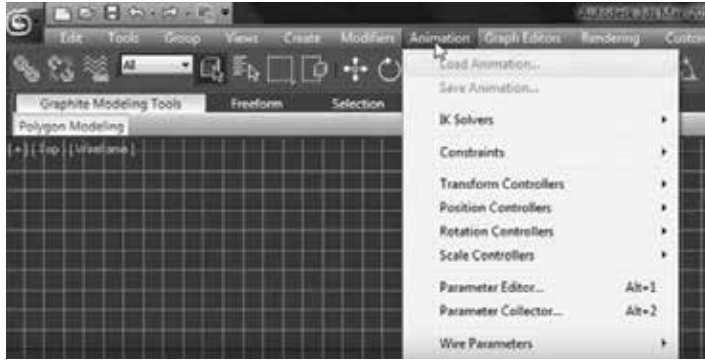 Edit Tools Group Views Create Modifiers Animation Graph Editors Rendering
All
Graphite Modeling Tools Freeform Selection
Polygon Modeling
[+] [Top] [Wireframe]
Load Animation...
Save Animation...
IK Solvers
Constraints
Transform Controllers
Position Controllers
Rotation Controllers
Scale Controllers
Parameter Editor... Alt+1
Parameter Collector... Alt+2
Wire Parameters